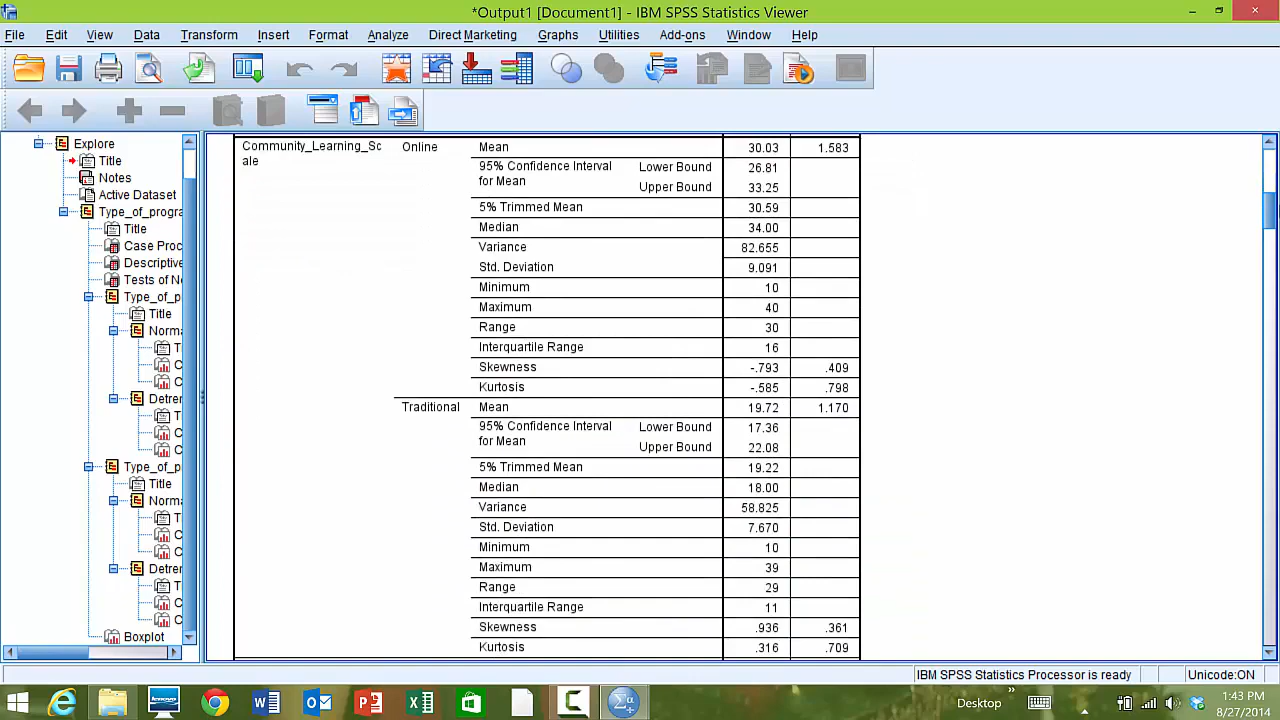 *Output1 [Document1] - IBM SPSS Statistics Viewer
File Edit View Data Transform Insert Format Analyze Direct Marketing Graphs Utilities Add-ons Window Help
Explore
Title
Notes
Active Dataset
Type_of_progra
Title
Case Proc
Descriptive
Tests of No
Type_of_p
Title
Norma
T
C
C
Detren
T
C
C
Type_of_p
Title
Norma
T
C
C
Detren
T
C
C
Boxplot
Community_Learning_Sc
ale
Online Mean 30.03 1.583
95% Confidence Interval
for Mean
Lower Bound 26.81
Upper Bound 33.25
5% Trimmed Mean 30.59
Median 34.00
Variance 82.655
Std. Deviation 9.091
Minimum 10
Maximum 40
Range 30
Interquartile Range 16
Skewness -.793 .409
Kurtosis -.585 .798
Traditional Mean 19.72 1.170
95% Confidence Interval
for Mean
Lower Bound 17.36
Upper Bound 22.08
5% Trimmed Mean 19.22
Median 18.00
Variance 58.825
Std. Deviation 7.670
Minimum 10
Maximum 39
Range 29
Interquartile Range 11
Skewness .936 .361
Kurtosis .316 .709
IBM SPSS Statistics Processor is ready Unicode:ON
Desktop
1:43 PM
8/27/2014